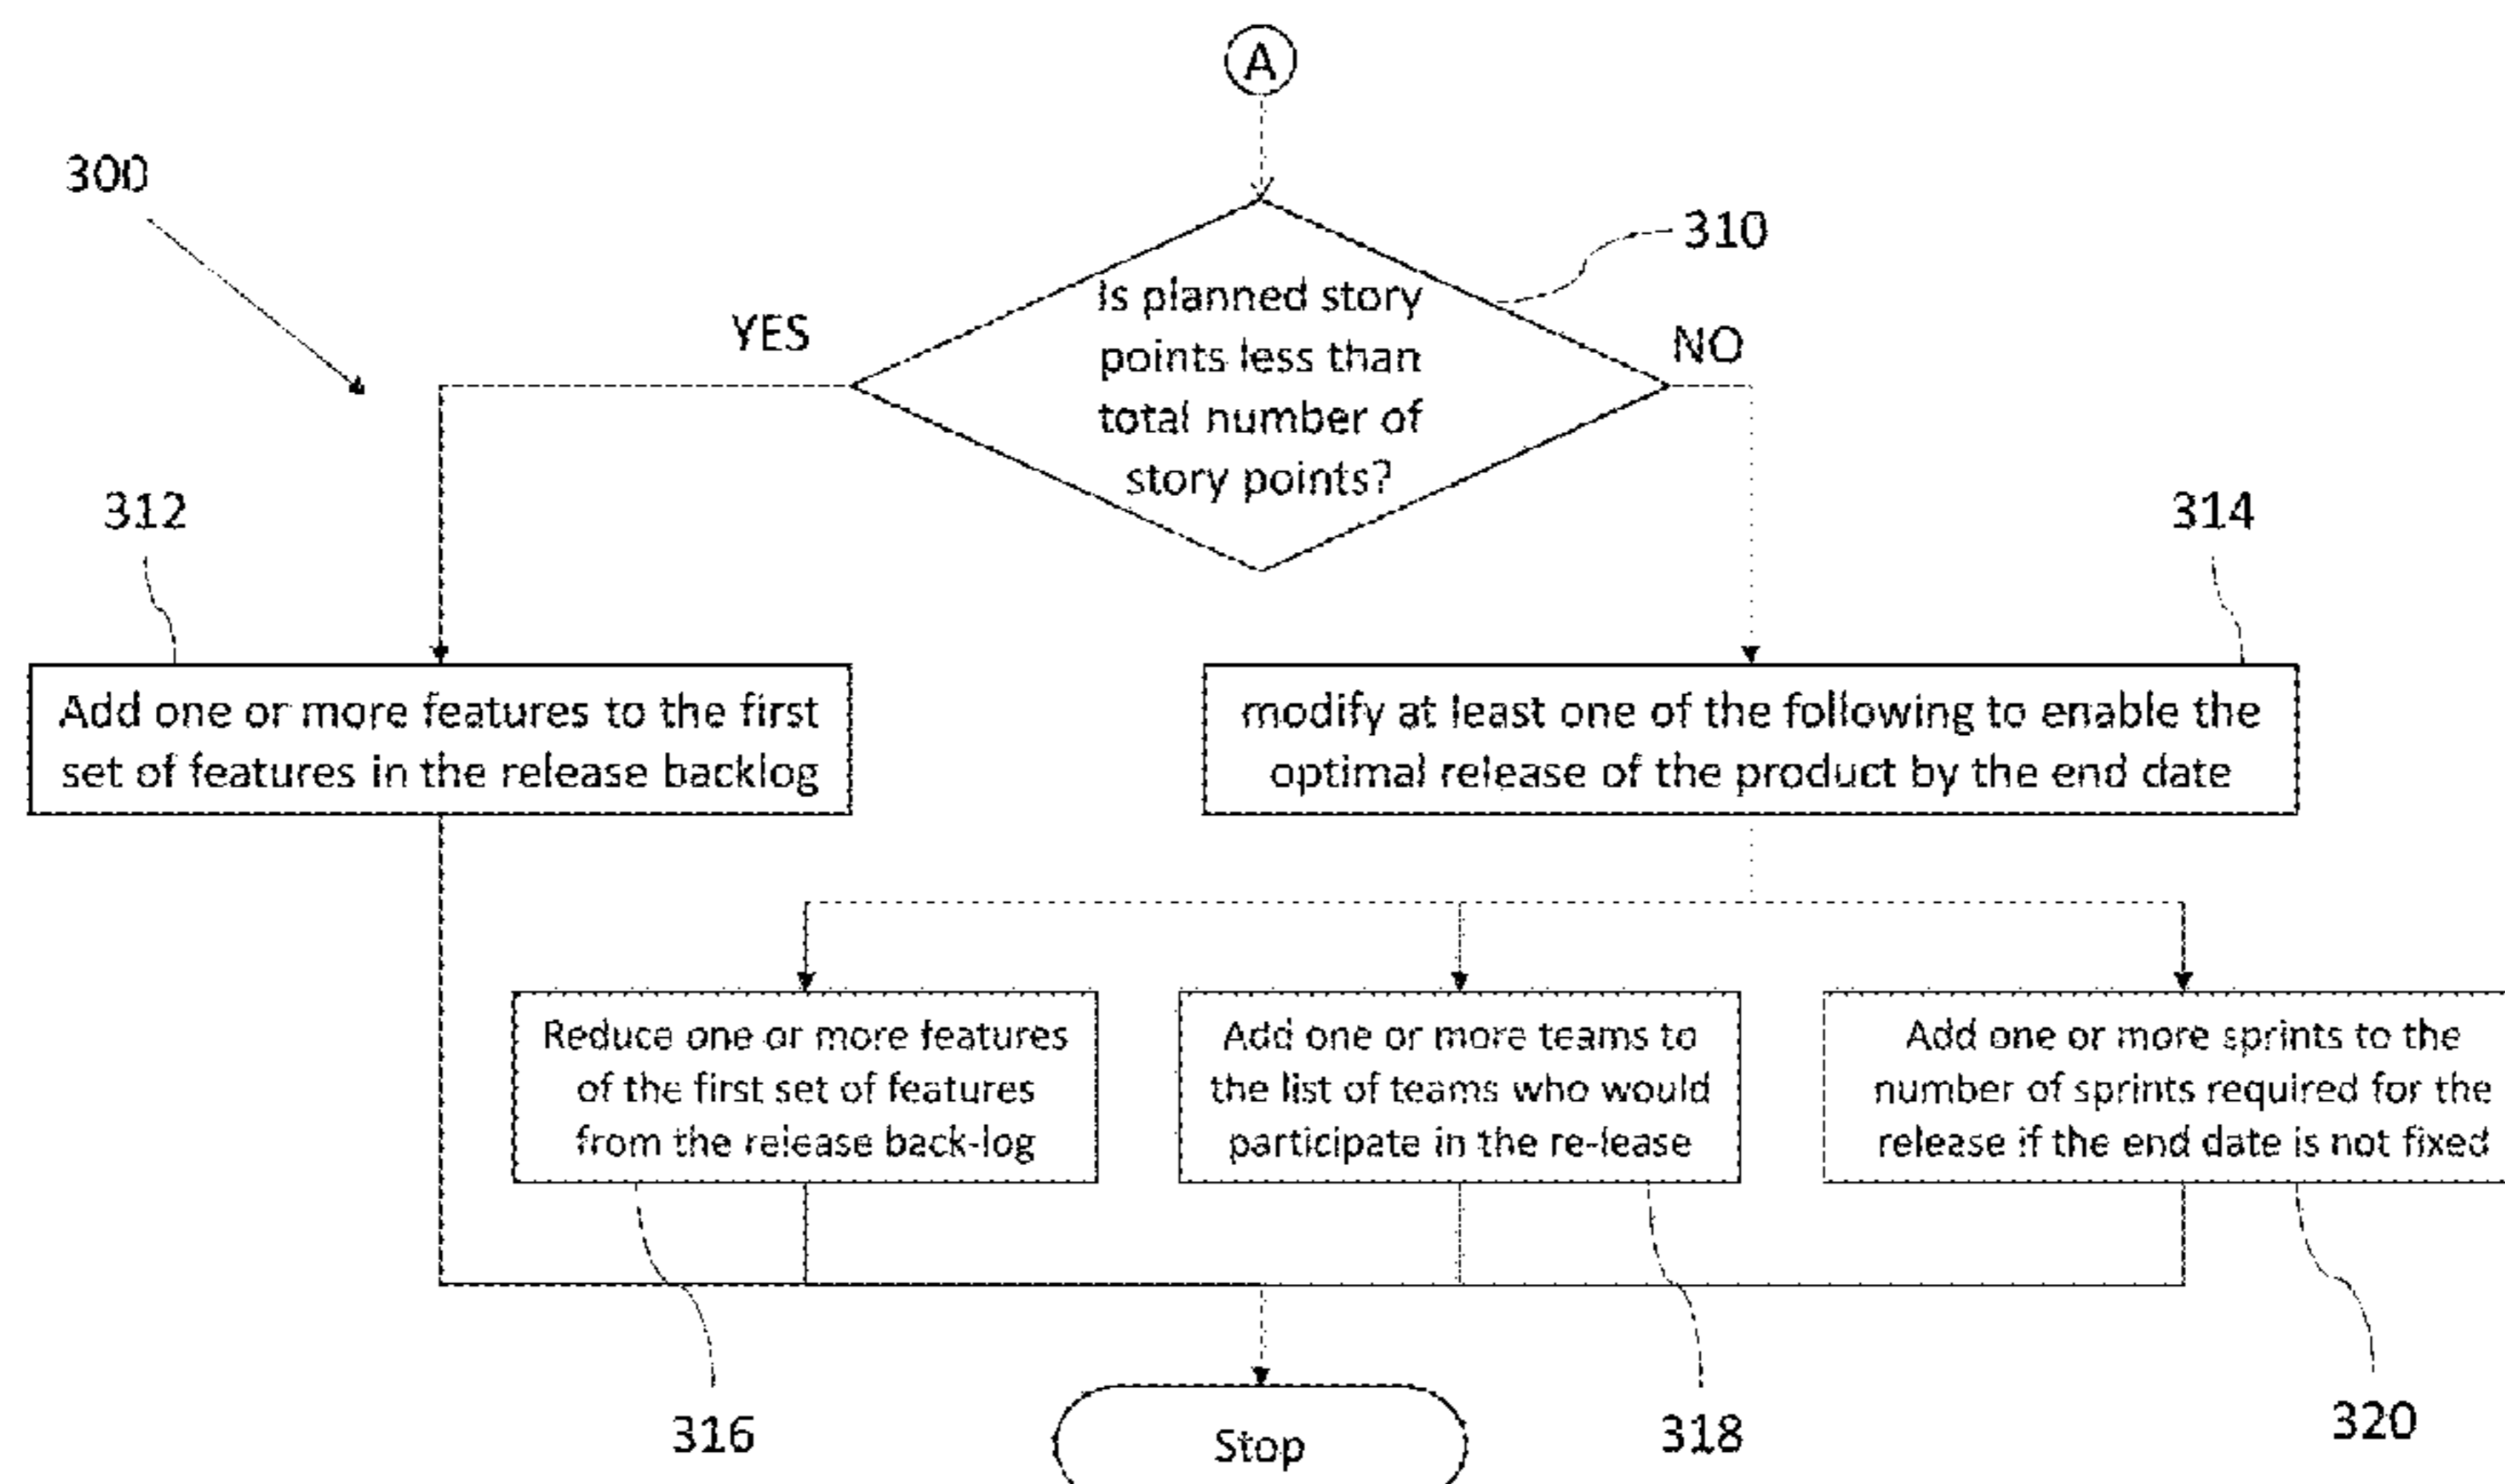 A
300
310
Is planned story
points less than
total number of
story points?
YES
NO
312
314
Add one or more features to the first
set of features in the release backlog
modify at least one of the following to enable the
optimal release of the product by the end date
Reduce one or more features
of the first set of features
from the release back-log
Add one or more teams to
the list of teams who would
participate in the re-lease
Add one or more sprints to the
number of sprints required for the
release if the end date is not fixed
316
Stop
318
320